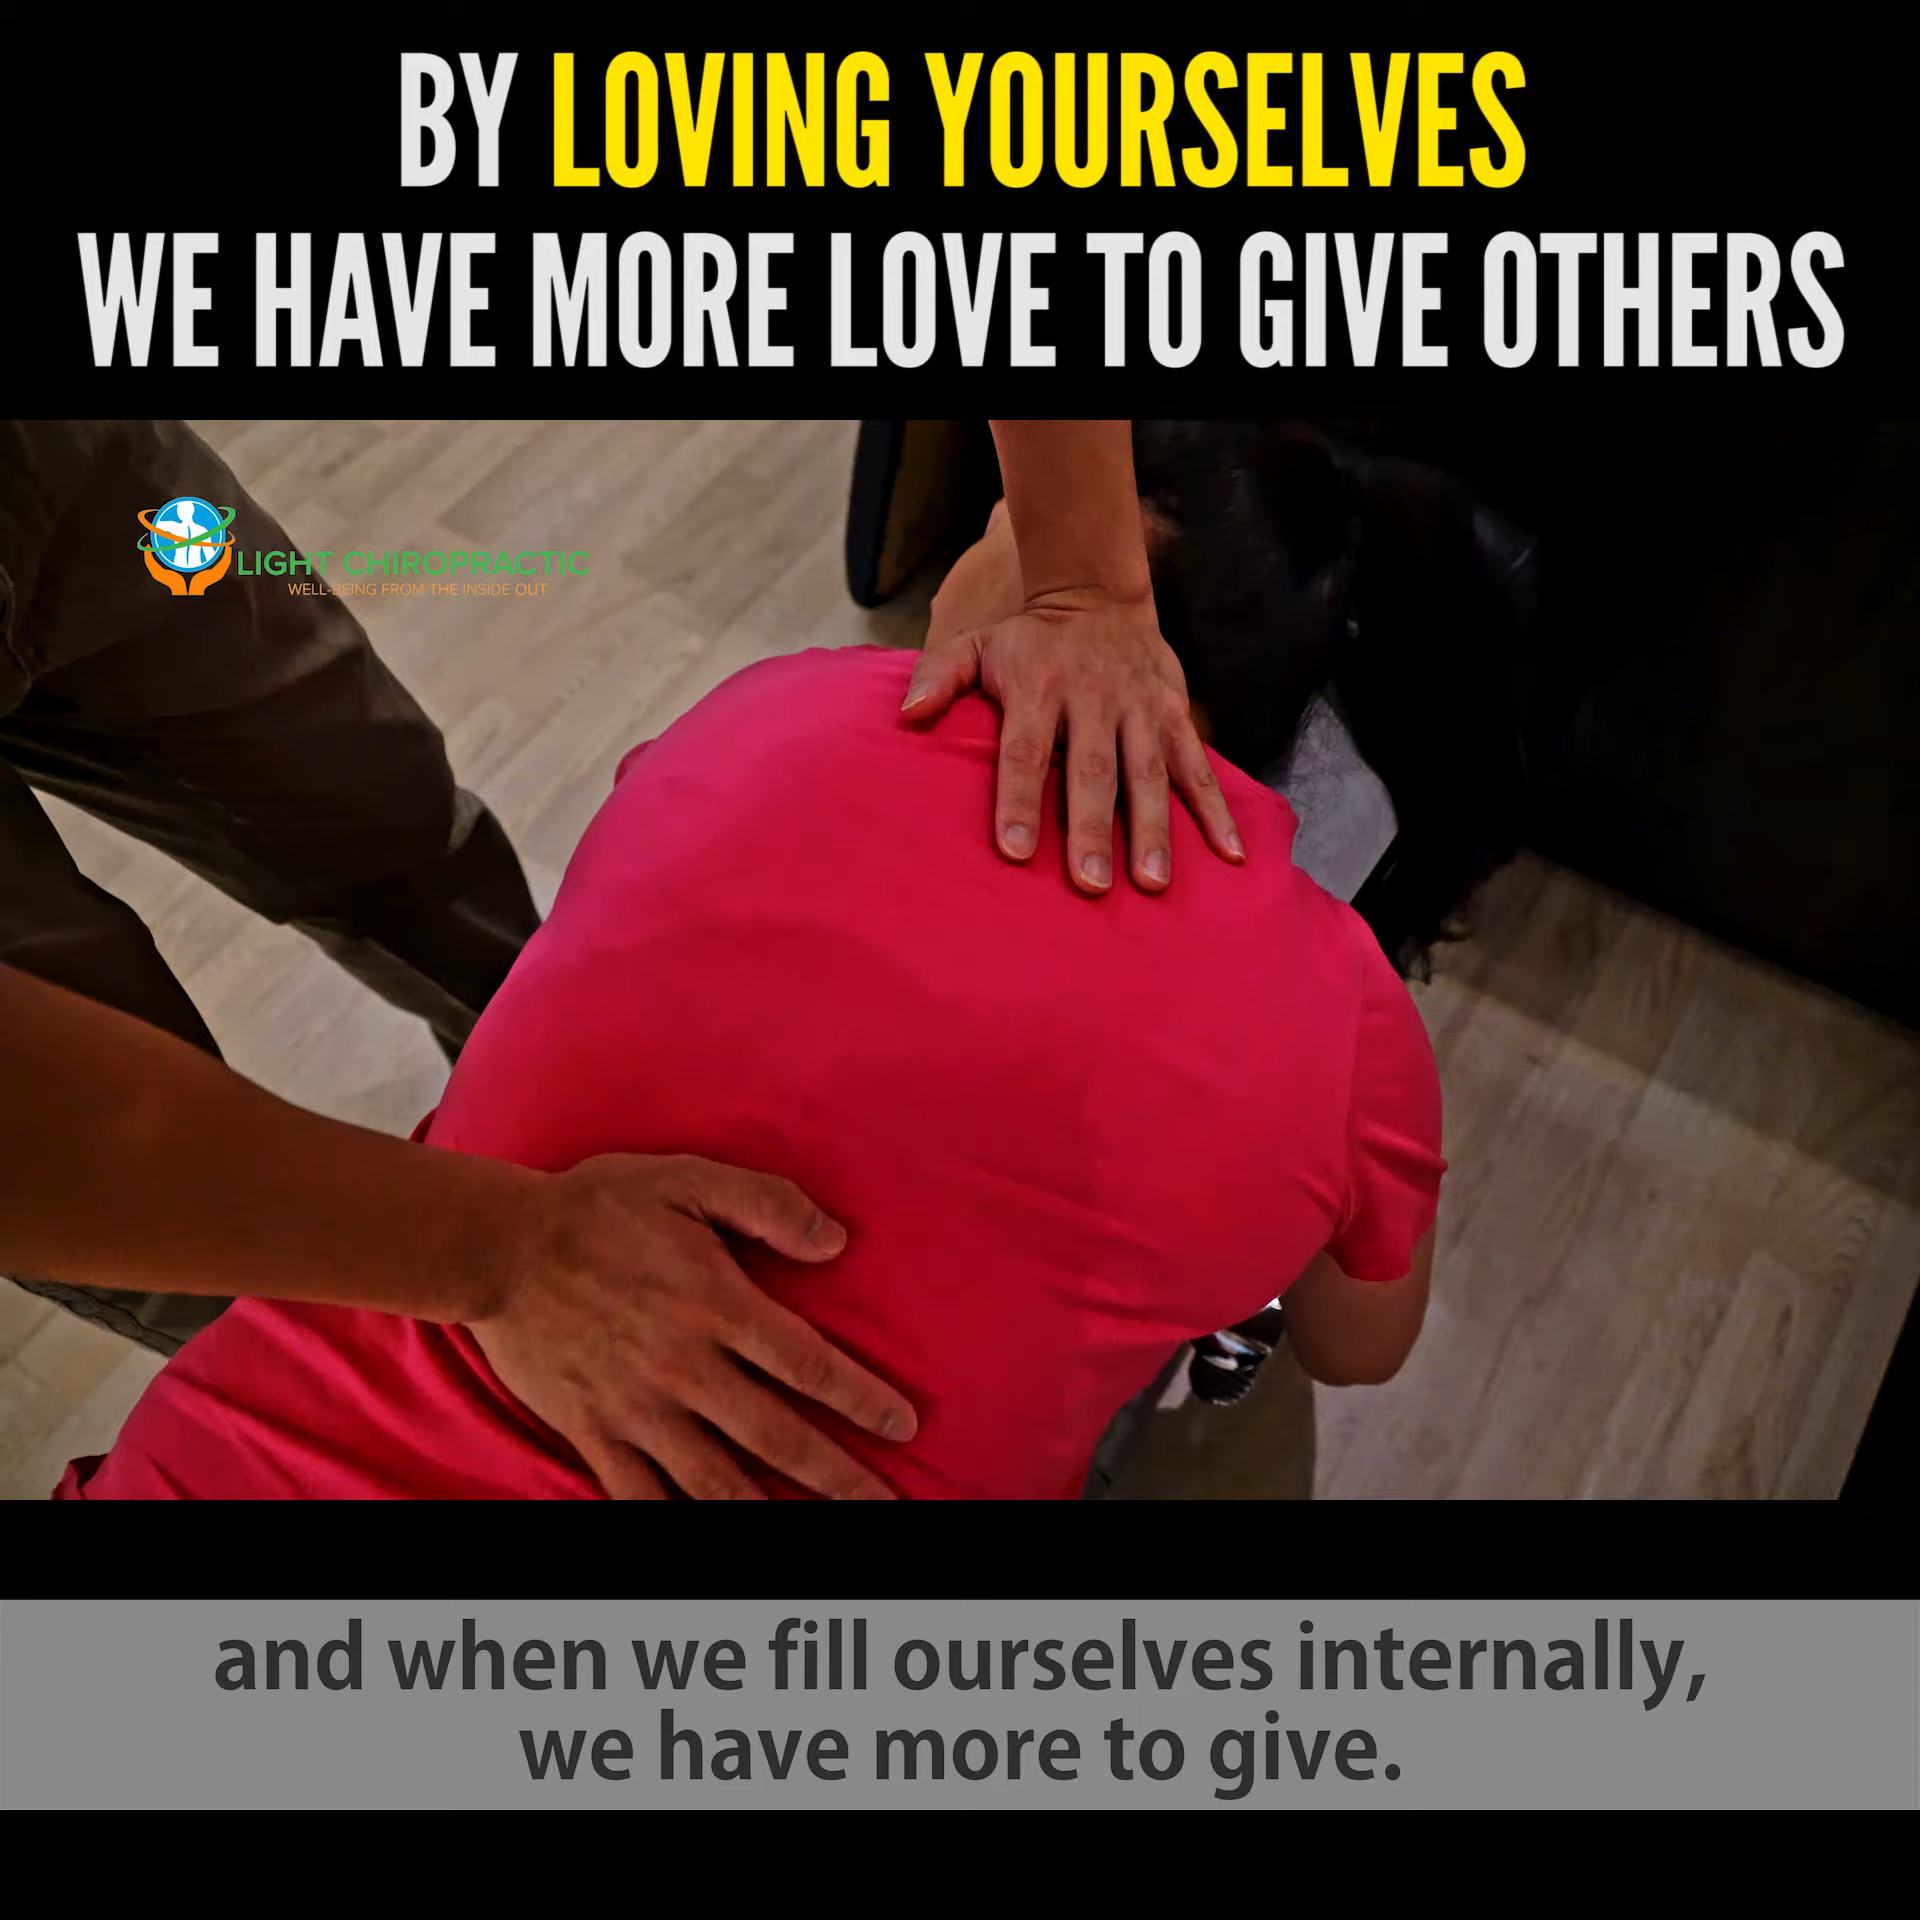 BY LOVING YOURSELVES
WE HAVE MORE LOVE TO GIVE OTHERS
LIGHT CHIROPRACTIC
WELL-BEING FROM THE INSIDE OUT
and when we fill ourselves internally,
we have more to give.